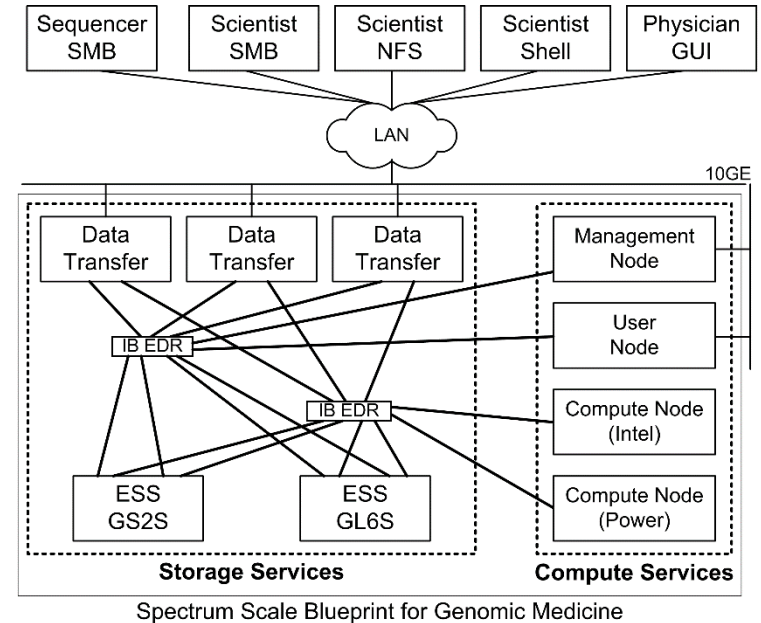 Sequencer
SMB
Scientist
SMB
Scientist
NFS
Scientist
Shell
Physician
GUI
LAN
10GE
Data
Transfer
Data
Transfer
Data
Transfer
Management
Node
User
Node
IB EDR
IB EDR
Compute Node
(Intel)
ESS
GS2S
ESS
GL6S
Compute Node
(Power)
Storage Services
Compute Services
Spectrum Scale Blueprint for Genomic Medicine